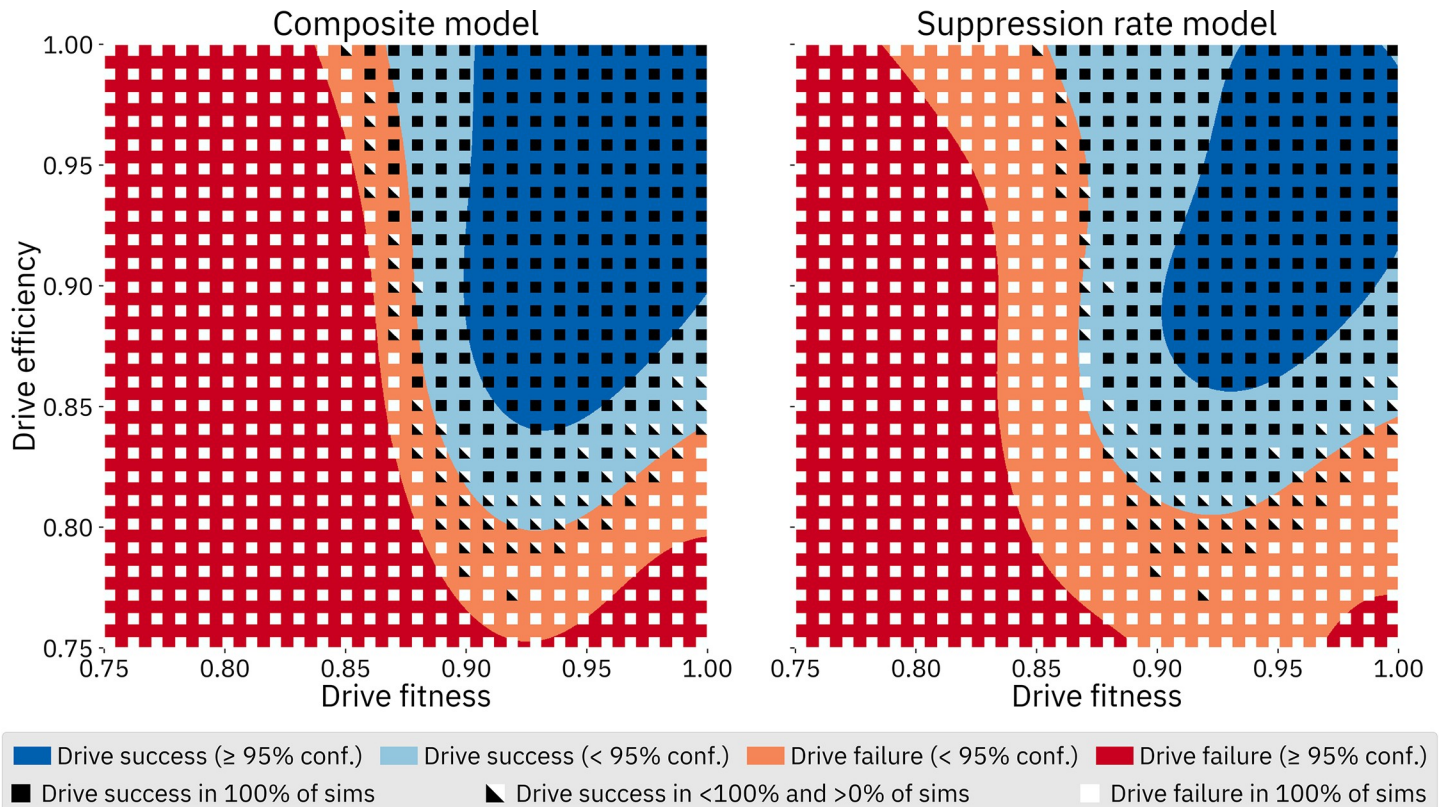 Composite model
Suppression rate model
1.00
0.95
0.90
0.85
0.80
0.75
Drive efficiency
0.75 0.80 0.85 0.90 0.95 1.00
0.75 0.80 0.85 0.90 0.95 1.00
Drive fitness
Drive fitness
Drive success (≥ 95% conf.) Drive success (< 95% conf.) Drive failure (< 95% conf.) Drive failure (≥ 95% conf.)
Drive success in 100% of sims Drive success in <100% and >0% of sims Drive failure in 100% of sims